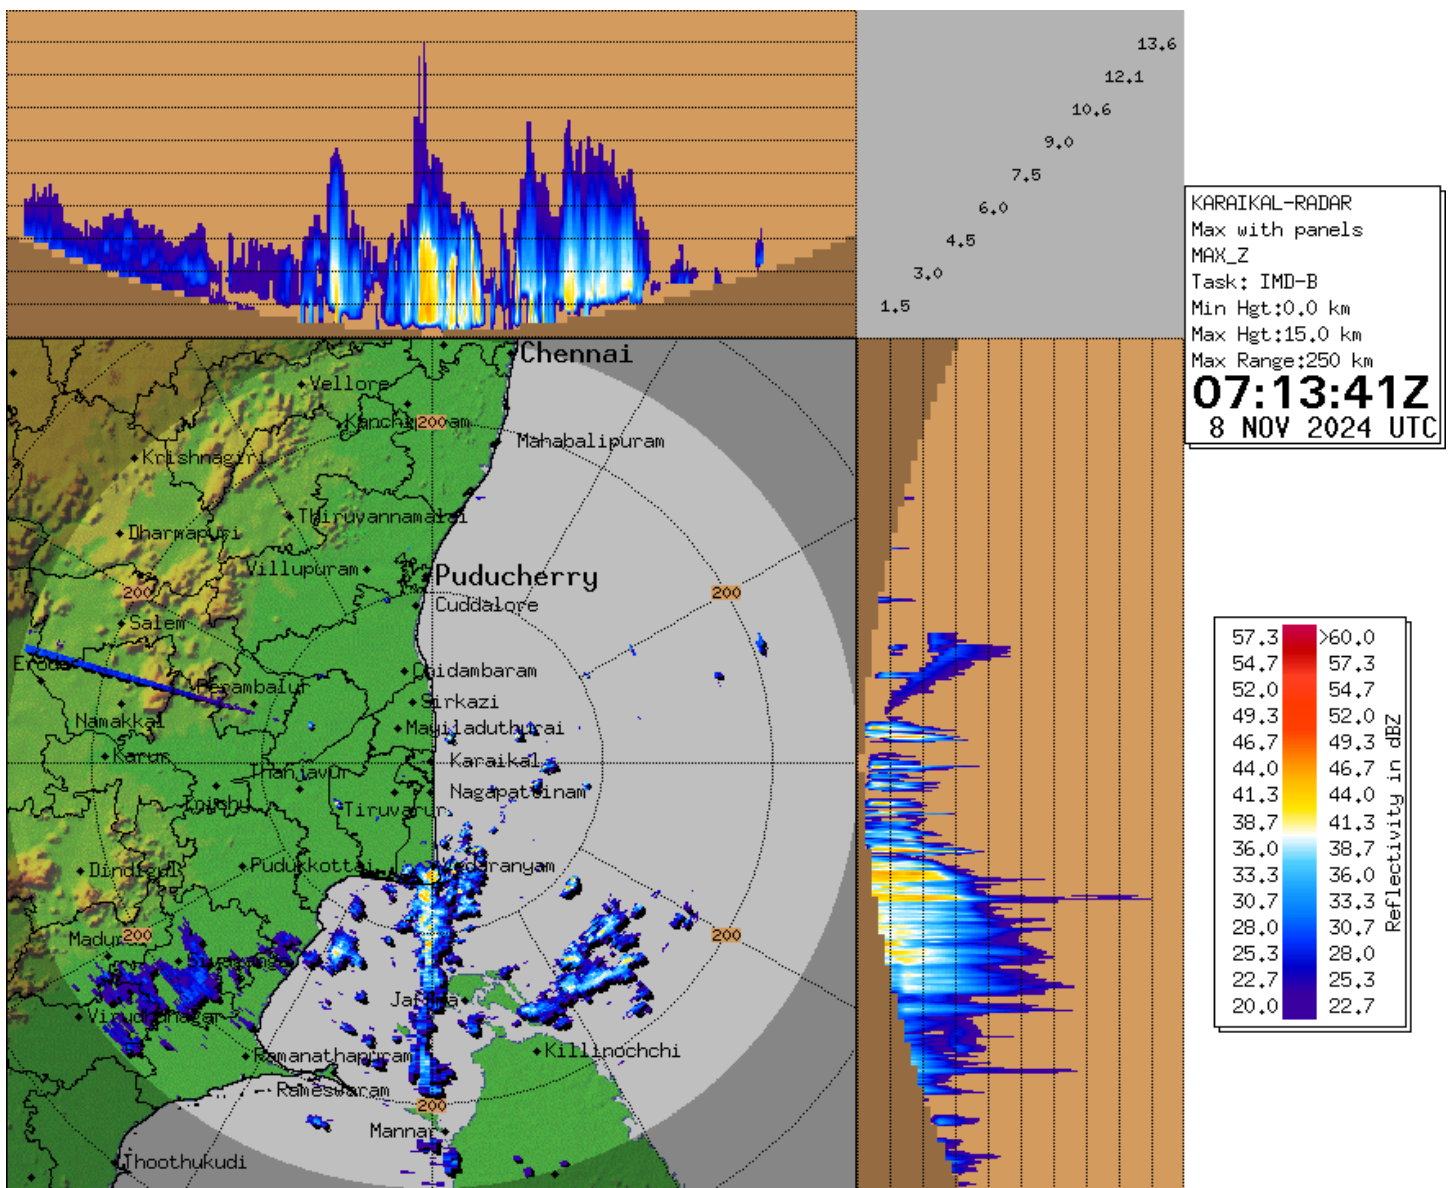 13.6
12.1
10.6
9.0
7.5
6.0
4.5
3.0
1.5
KARAIKAL-RADAR
Max with panels
MAX_Z
Task: IMD-B
Min Hgt:0.0 km
Max Hgt:15.0 km
Max Range:250 km
07:13:41Z
8 NOV 2024 UTC
Chennai
Vellore
200
Mahabalipuram
Krishnagiri
Thiruvannamalai
Dharmapuri
Villupuram
Puducherry
200
200
Cuddalore
Salem
Erode
Chidambaram
Perambalur
Sirkazi
Namakkal
Mayiladuthurai
Karur
Karaikal
Thanjavur
Nagapattinam
Tiruvarur
Pudukkottai
Vedaranyam
Dindigul
200
200
Jaffna
Virudhunagar
Killinochchi
Ramanathapuram
Rameswaram
200
Mannar
Thoothukudi
57.3 >60.0
54.7 57.3
52.0 54.7
49.3 52.0
46.7 49.3
44.0 46.7
41.3 44.0
38.7 41.3
36.0 38.7
33.3 36.0
30.7 33.3
28.0 30.7
25.3 28.0
22.7 25.3
20.0 22.7
Reflectivity in dBZ